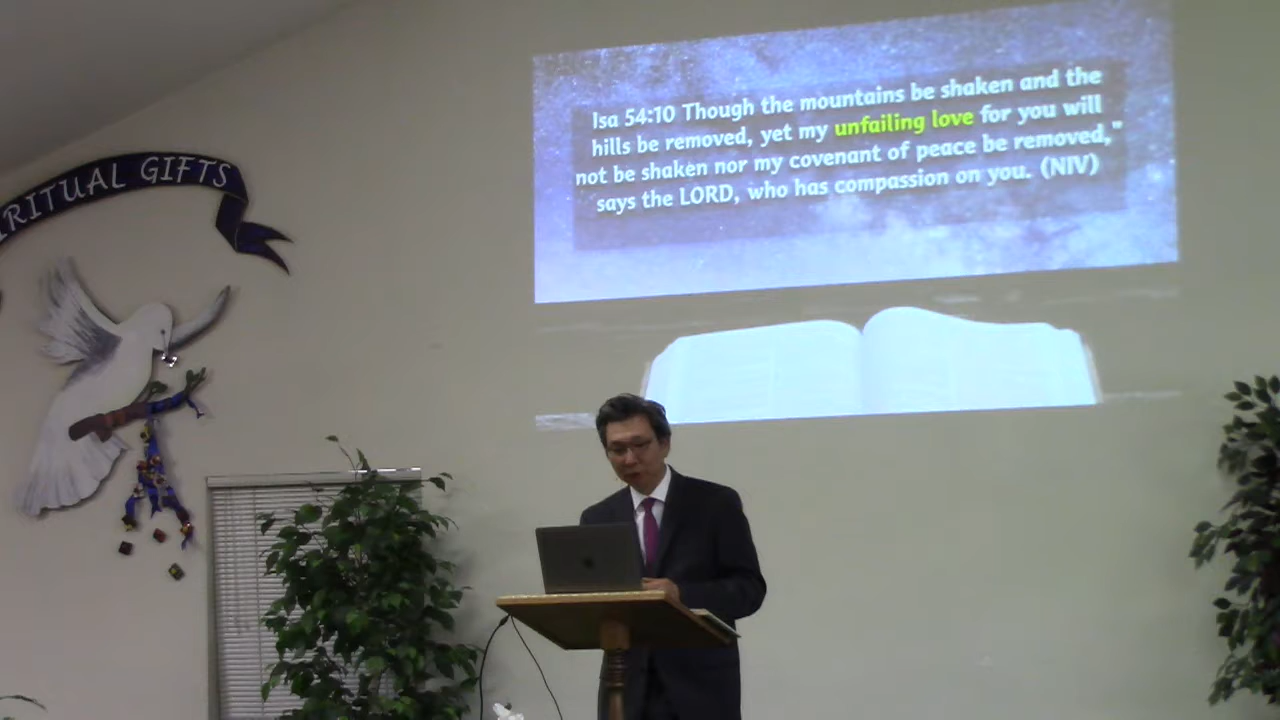 RITUAL GIFTS
Isa 54:10 Though the mountains be shaken and the
hills be removed, yet my unfailing love for you will
not be shaken nor my covenant of peace be removed,"
says the LORD, who has compassion on you. (NIV)